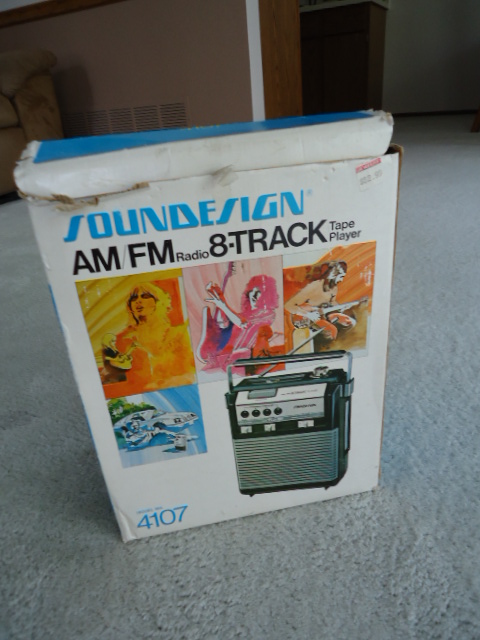 SOUNDESIGN®
AM/FM Radio 8-TRACK Tape Player
4107